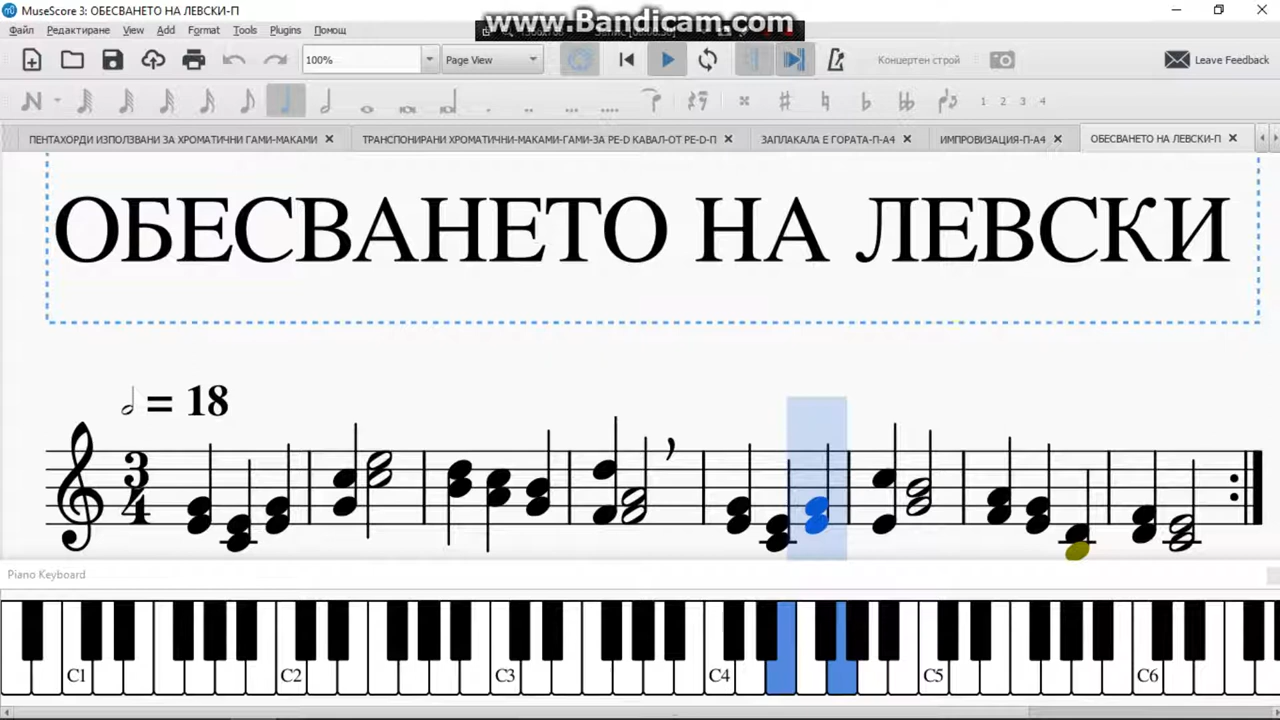 MuseScore 3: ОБЕСВАНЕТО НА ЛЕВСКИ-П
www.Bandicam.com
Файл Редактиране View Add Format Tools Plugins Помощ
100% Page View Концертен строй Leave Feedback
1 2 3 4
ПЕНТАХОРДИ ИЗПОЛЗВАНИ ЗА ХРОМАТИЧНИ ГАМИ-МАКАМИ ТРАНСПОНИРАНИ ХРОМАТИЧНИ-МАКАМИ-ГАМИ-ЗА РЕ-D КАВАЛ-ОТ РЕ-D-П ЗАПЛАКАЛА Е ГОРАТА-П-А4 ИМПРОВИЗАЦИЯ-П-А4 ОБЕСВАНЕТО НА ЛЕВСКИ-П
ОБЕСВАНЕТО НА ЛЕВСКИ
= 18
3
4
Piano Keyboard
C1 C2 C3 C4 C5 C6